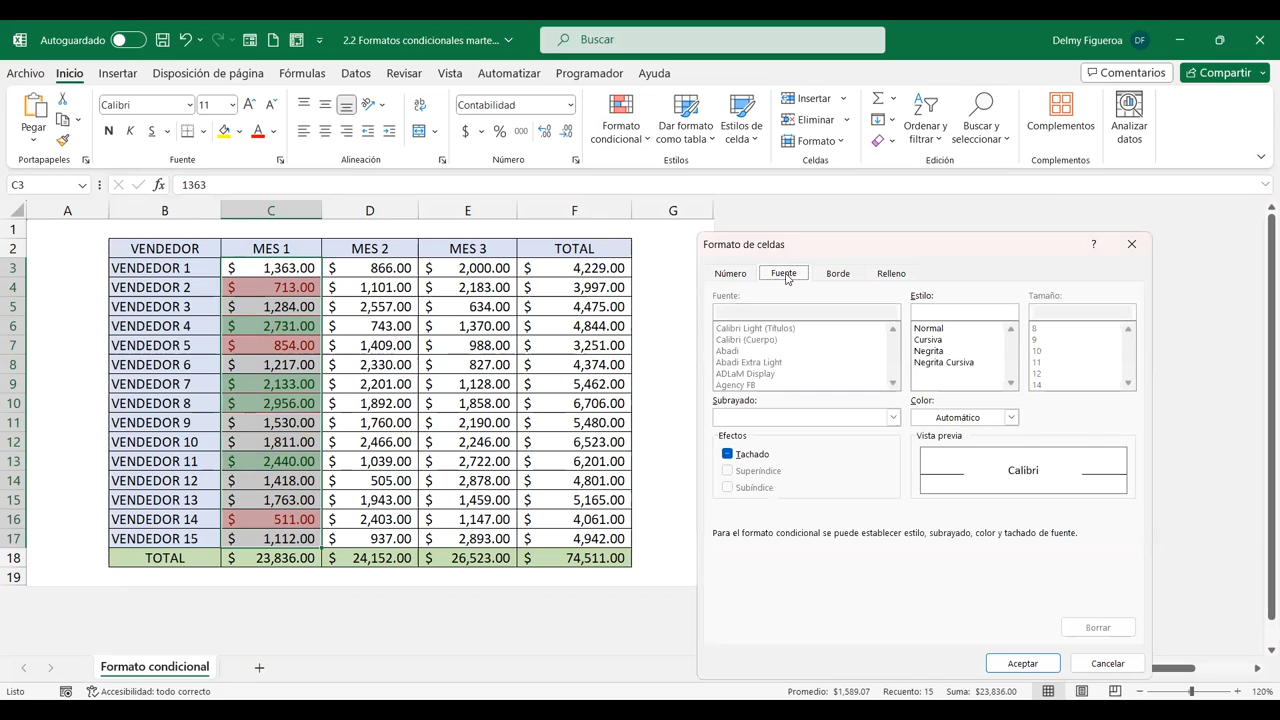 Autoguardado
2.2 Formatos condicionales marte...
Buscar
Delmy Figueroa DF
Archivo Inicio Insertar Disposición de página Fórmulas Datos Revisar Vista Automatizar Programador Ayuda
Comentarios Compartir
Pegar
Portapapeles
Calibri 11
N K S
Fuente
Alineación
Contabilidad
$ % 000
Número
Formato condicional
Dar formato como tabla
Estilos de celda
Estilos
Insertar
Eliminar
Formato
Celdas
Ordenar y filtrar
Buscar y seleccionar
Edición
Complementos
Complementos
Analizar datos
C3 fx 1363
A B C D E F G
1
2 VENDEDOR MES 1 MES 2 MES 3 TOTAL
3 VENDEDOR 1 $ 1,363.00 $ 866.00 $ 2,000.00 $ 4,229.00
4 VENDEDOR 2 $ 713.00 $ 1,101.00 $ 2,183.00 $ 3,997.00
5 VENDEDOR 3 $ 1,284.00 $ 2,557.00 $ 634.00 $ 4,475.00
6 VENDEDOR 4 $ 2,731.00 $ 743.00 $ 1,370.00 $ 4,844.00
7 VENDEDOR 5 $ 854.00 $ 1,409.00 $ 988.00 $ 3,251.00
8 VENDEDOR 6 $ 1,217.00 $ 2,330.00 $ 827.00 $ 4,374.00
9 VENDEDOR 7 $ 2,133.00 $ 2,201.00 $ 1,128.00 $ 5,462.00
10 VENDEDOR 8 $ 2,956.00 $ 1,892.00 $ 1,858.00 $ 6,706.00
11 VENDEDOR 9 $ 1,530.00 $ 1,760.00 $ 2,190.00 $ 5,480.00
12 VENDEDOR 10 $ 1,811.00 $ 2,466.00 $ 2,246.00 $ 6,523.00
13 VENDEDOR 11 $ 2,440.00 $ 1,039.00 $ 2,722.00 $ 6,201.00
14 VENDEDOR 12 $ 1,418.00 $ 505.00 $ 2,878.00 $ 4,801.00
15 VENDEDOR 13 $ 1,763.00 $ 1,943.00 $ 1,459.00 $ 5,165.00
16 VENDEDOR 14 $ 511.00 $ 2,403.00 $ 1,147.00 $ 4,061.00
17 VENDEDOR 15 $ 1,112.00 $ 937.00 $ 2,893.00 $ 4,942.00
18 TOTAL $ 23,836.00 $ 24,152.00 $ 26,523.00 $ 74,511.00
19
Formato de celdas ?
Número Fuente Borde Relleno
Fuente: Estilo: Tamaño:
Calibri Light (Títulos) Normal 8
Calibri (Cuerpo) Cursiva 9
Abadi Negrita 10
Abadi Extra Light Negrita Cursiva 11
ADLaM Display 12
Agency FB 14
Subrayado: Color:
Automático
Efectos Vista previa
Tachado
Superíndice
Subíndice
Calibri
Para el formato condicional se puede establecer estilo, subrayado, color y tachado de fuente.
Borrar
Aceptar Cancelar
Formato condicional
Listo Accesibilidad: todo correcto Promedio: $1,589.07 Recuento: 15 Suma: $23,836.00 120%